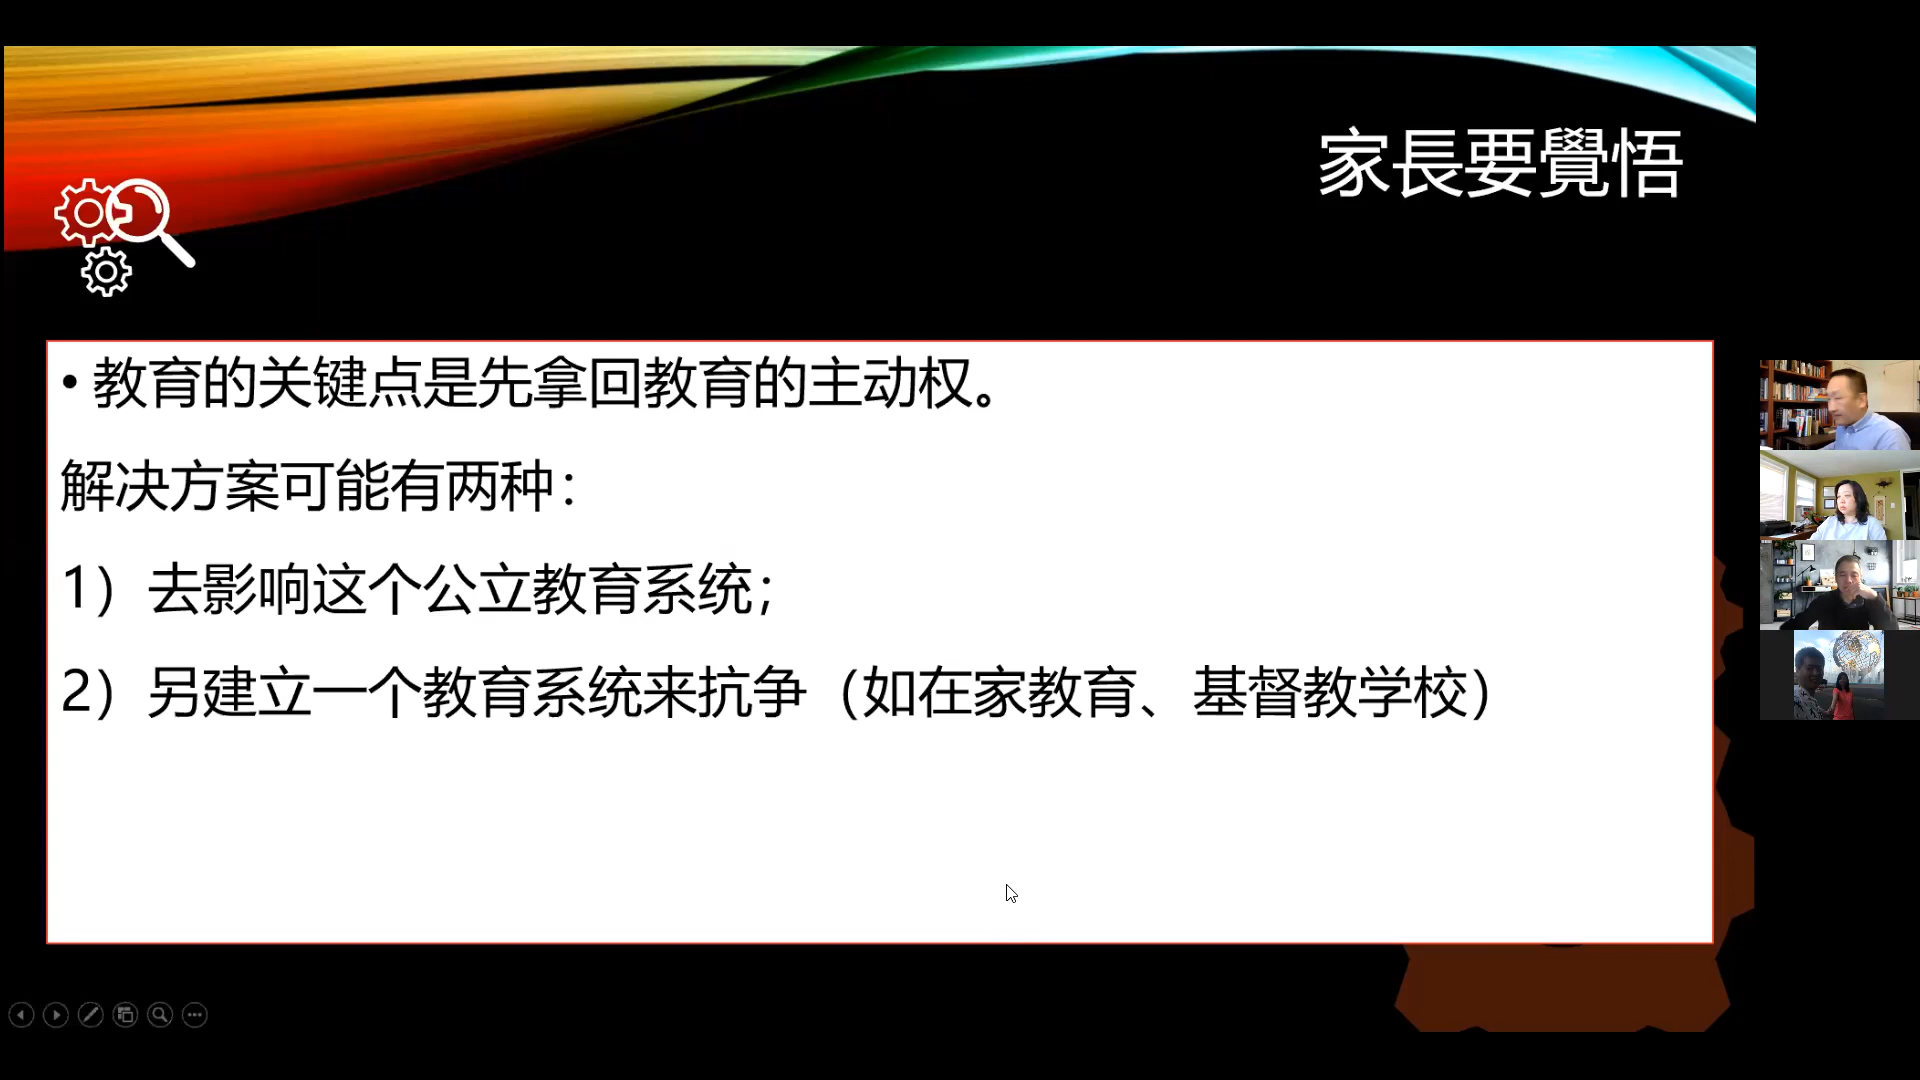 家長要覺悟
• 教育的关键点是先拿回教育的主动权。
解决方案可能有两种：
1）去影响这个公立教育系统；
2）另建立一个教育系统来抗争（如在家教育、基督教学校）